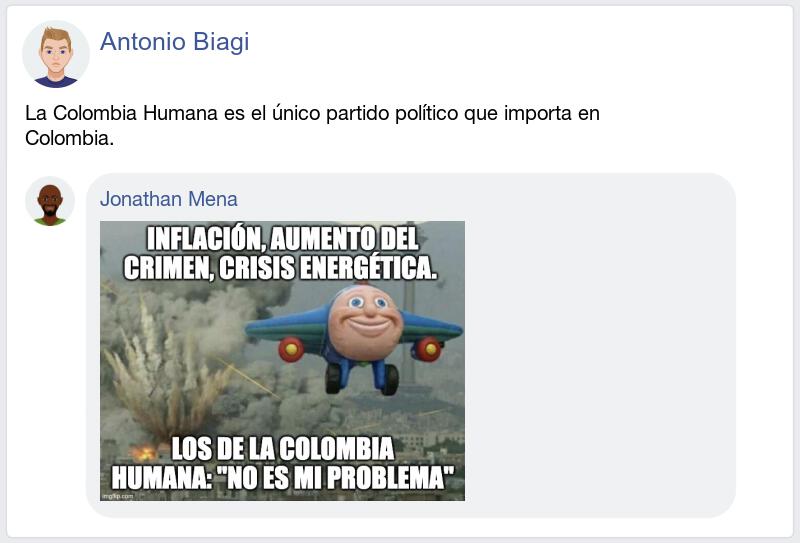 Antonio Biagi
La Colombia Humana es el único partido político que importa en
Colombia.
Jonathan Mena
INFLACIÓN, AUMENTO DEL
CRIMEN, CRISIS ENERGÉTICA.
LOS DE LA COLOMBIA
HUMANA: "NO ES MI PROBLEMA"
imgflip.com